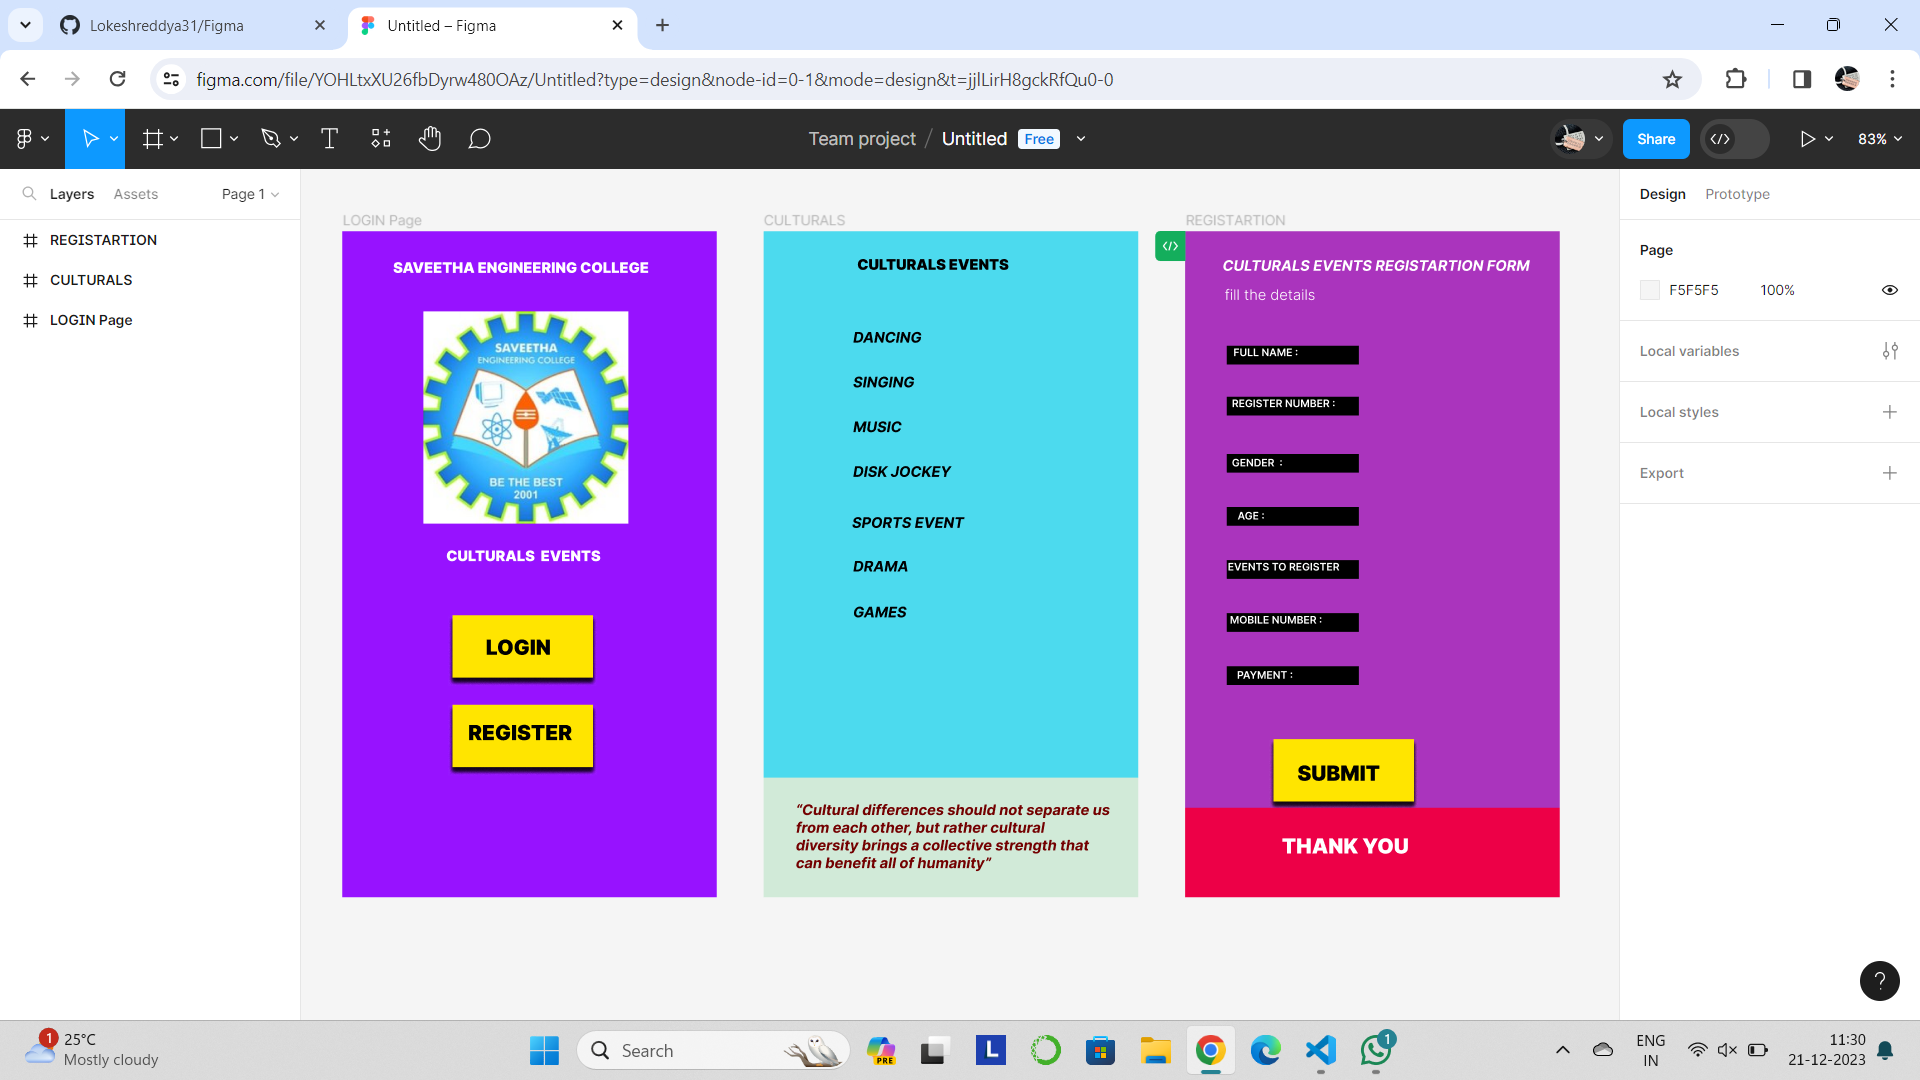 Lokeshreddya31/Figma
Untitled – Figma
figma.com/file/YOHLtxXU26fbDyrw480OAz/Untitled?type=design&node-id=0-1&mode=design&t=jjlLirH8gckRfQu0-0
Team project / Untitled Free
Share
83%
Layers Assets Page 1
REGISTARTION
CULTURALS
LOGIN Page
LOGIN Page
SAVEETHA ENGINEERING COLLEGE
SAVEETHA
ENGINEERING COLLEGE
BE THE BEST
2001
CULTURALS EVENTS
LOGIN
REGISTER
CULTURALS
CULTURALS EVENTS
DANCING
SINGING
MUSIC
DISK JOCKEY
SPORTS EVENT
DRAMA
GAMES
“Cultural differences should not separate us
from each other, but rather cultural
diversity brings a collective strength that
can benefit all of humanity”
REGISTARTION
CULTURALS EVENTS REGISTARTION FORM
fill the details
FULL NAME :
REGISTER NUMBER :
GENDER :
AGE :
EVENTS TO REGISTER
MOBILE NUMBER :
PAYMENT :
SUBMIT
THANK YOU
Design Prototype
Page
F5F5F5 100%
Local variables
Local styles
Export
?
1
25°C
Mostly cloudy
Search
PRE
L
1
ENG
IN
11:30
21-12-2023